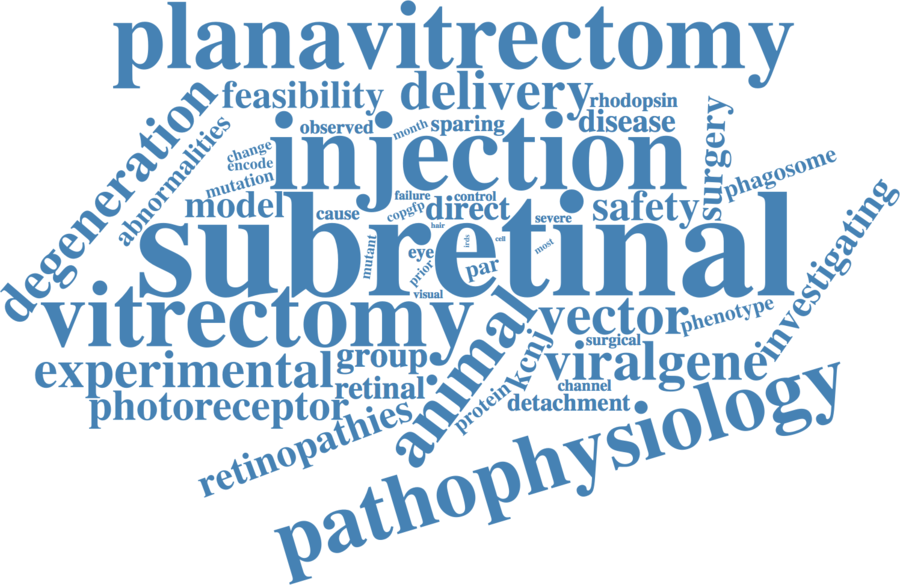 planavitrectomy
feasibility
delivery
rhodopsin
degeneration
abnormalities
observed
month
sparing
disease
surgery
change
encode
mutation
injection
phagosome
model
cause
failure
control
copgfp
direct
hair
severe
safety
subretinal
mutant
eye
prior
par
irds
cell
most
visual
investigating
vitrectomy
vector
phenotype
surgical
experimental
group
animal
kcnj
viralgene
retinal
channel
photoreceptor
protein
detachment
retinopathies
pathophysiology